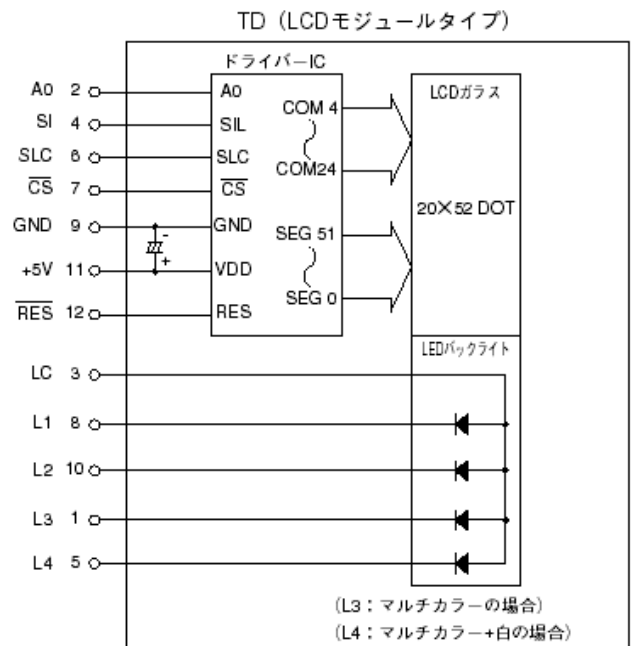 TD（LCDモジュールタイプ）
ドライバーIC
A0 2 A0 COM 4 LCDガラス
SI 4 SIL
SLC 6 SLC COM24
CS 7 CS 20×52 DOT
GND 9 - GND SEG 51
+5V 11 + VDD
RES 12 RES SEG 0
LC 3 LEDバックライト
L1 8
L2 10
L3 1
L4 5
(L3：マルチカラーの場合)
(L4：マルチカラー+白の場合)